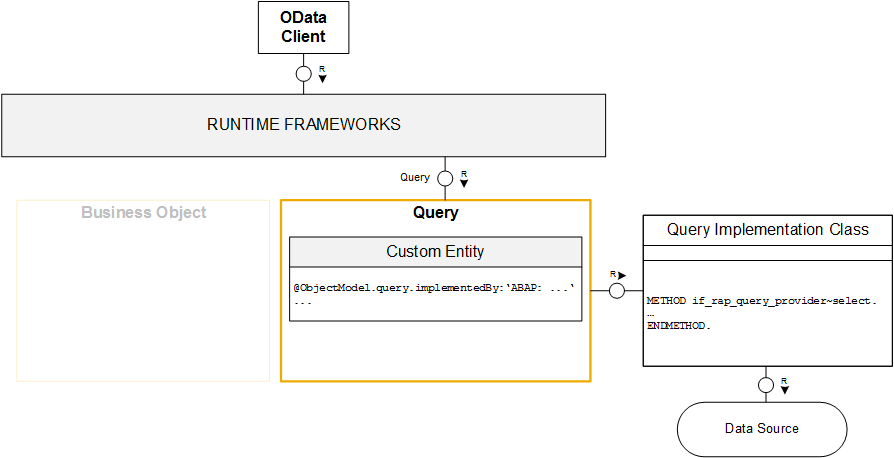 OData
Client
R
RUNTIME FRAMEWORKS
Query
R
Business Object
Query
Custom Entity
@ObjectModel.query.implementedBy:'ABAP: ...'
...
R
Query Implementation Class
METHOD if_rap_query_provider~select.
…
ENDMETHOD.
R
Data Source